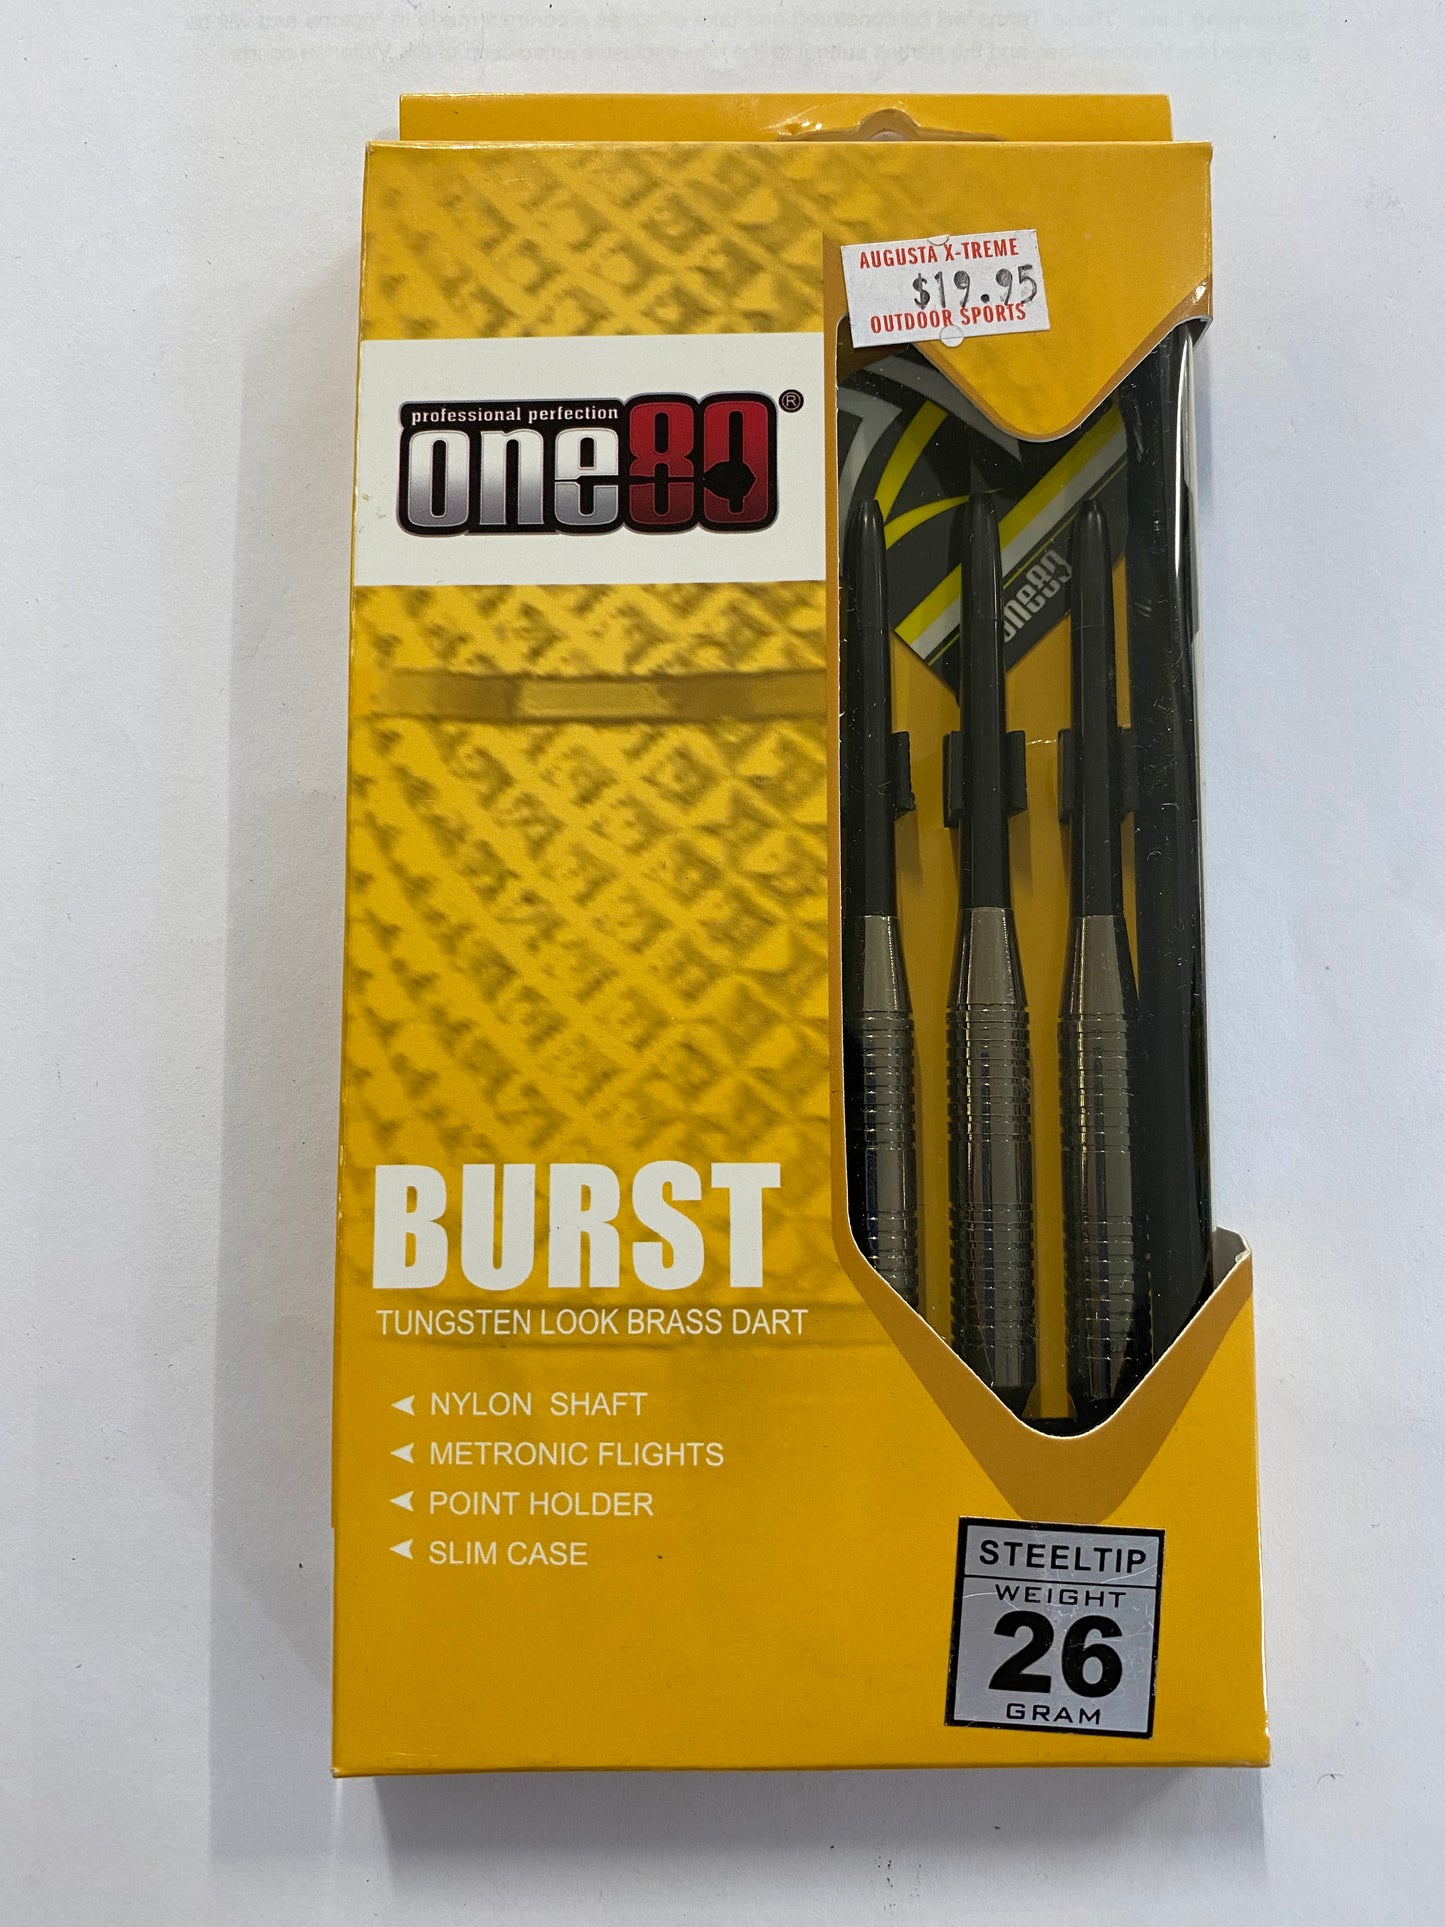 AUGUSTA X-TREME
$19.95
OUTDOOR SPORTS
professional perfection
one80®
one80
BURST
TUNGSTEN LOOK BRASS DART
NYLON SHAFT
METRONIC FLIGHTS
POINT HOLDER
SLIM CASE
STEELTIP
WEIGHT
26
GRAM